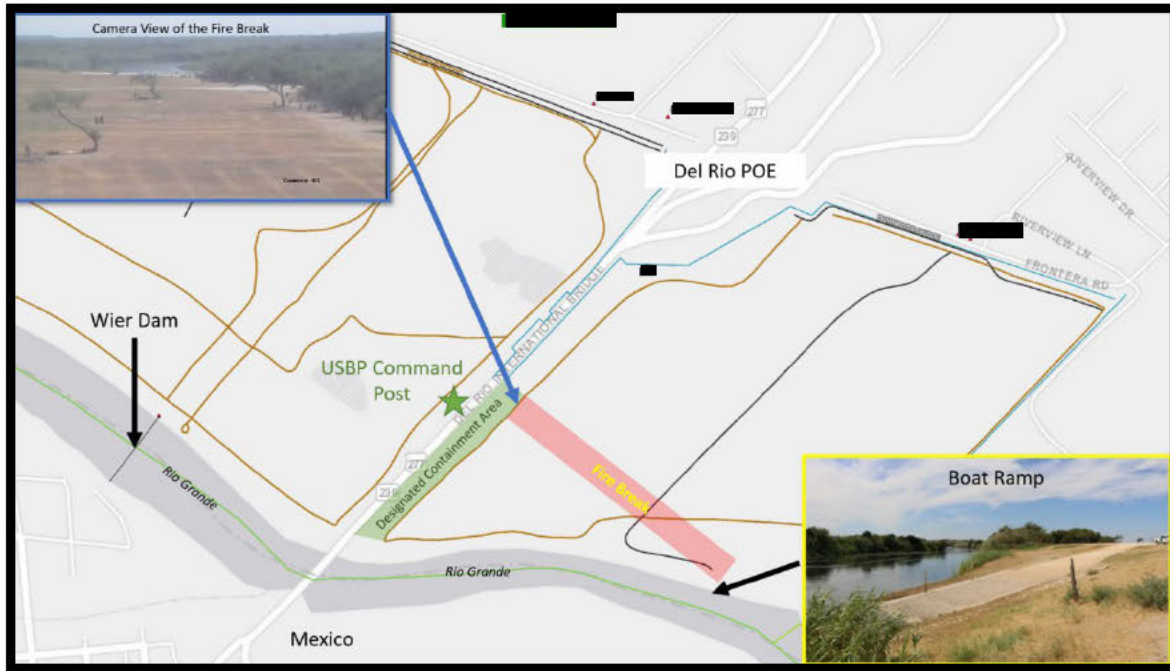 Camera View of the Fire Break
277
239
Del Rio POE
RIVERVIEW DR
RIVERVIEW LN
FRONTERA RD
Wier Dam
USBP Command
Post
DEL RIO INTERNATIONAL BRIDGE
Designated Containment Area
277
239
Fire Break
Rio Grande
Rio Grande
Mexico
Boat Ramp